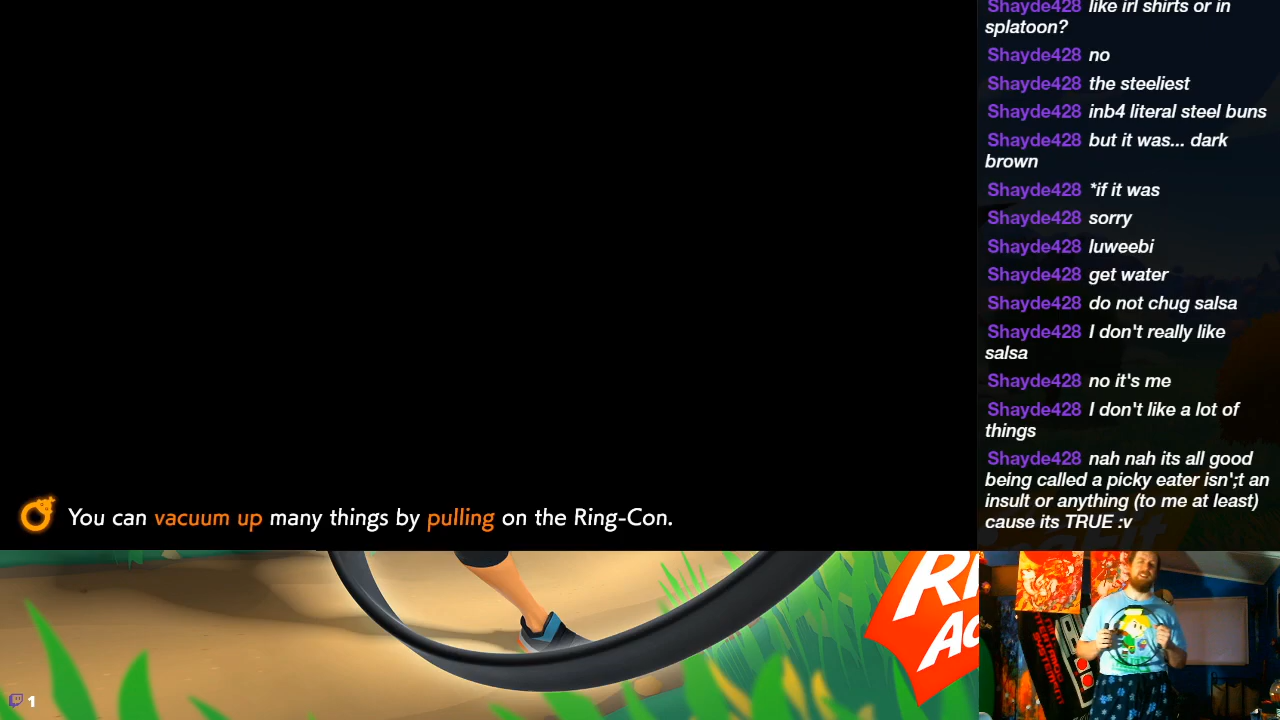 Shayde428 like irl shirts or in
splatoon?
Shayde428 no
Shayde428 the steeliest
Shayde428 inb4 literal steel buns
Shayde428 but it was... dark
brown
Shayde428 *if it was
Shayde428 sorry
Shayde428 luweebi
Shayde428 get water
Shayde428 do not chug salsa
Shayde428 I don't really like
salsa
Shayde428 no it's me
Shayde428 I don't like a lot of
things
Shayde428 nah nah its all good
being called a picky eater isn';t an
insult or anything (to me at least)
cause its TRUE :v
You can vacuum up many things by pulling on the Ring-Con.
1